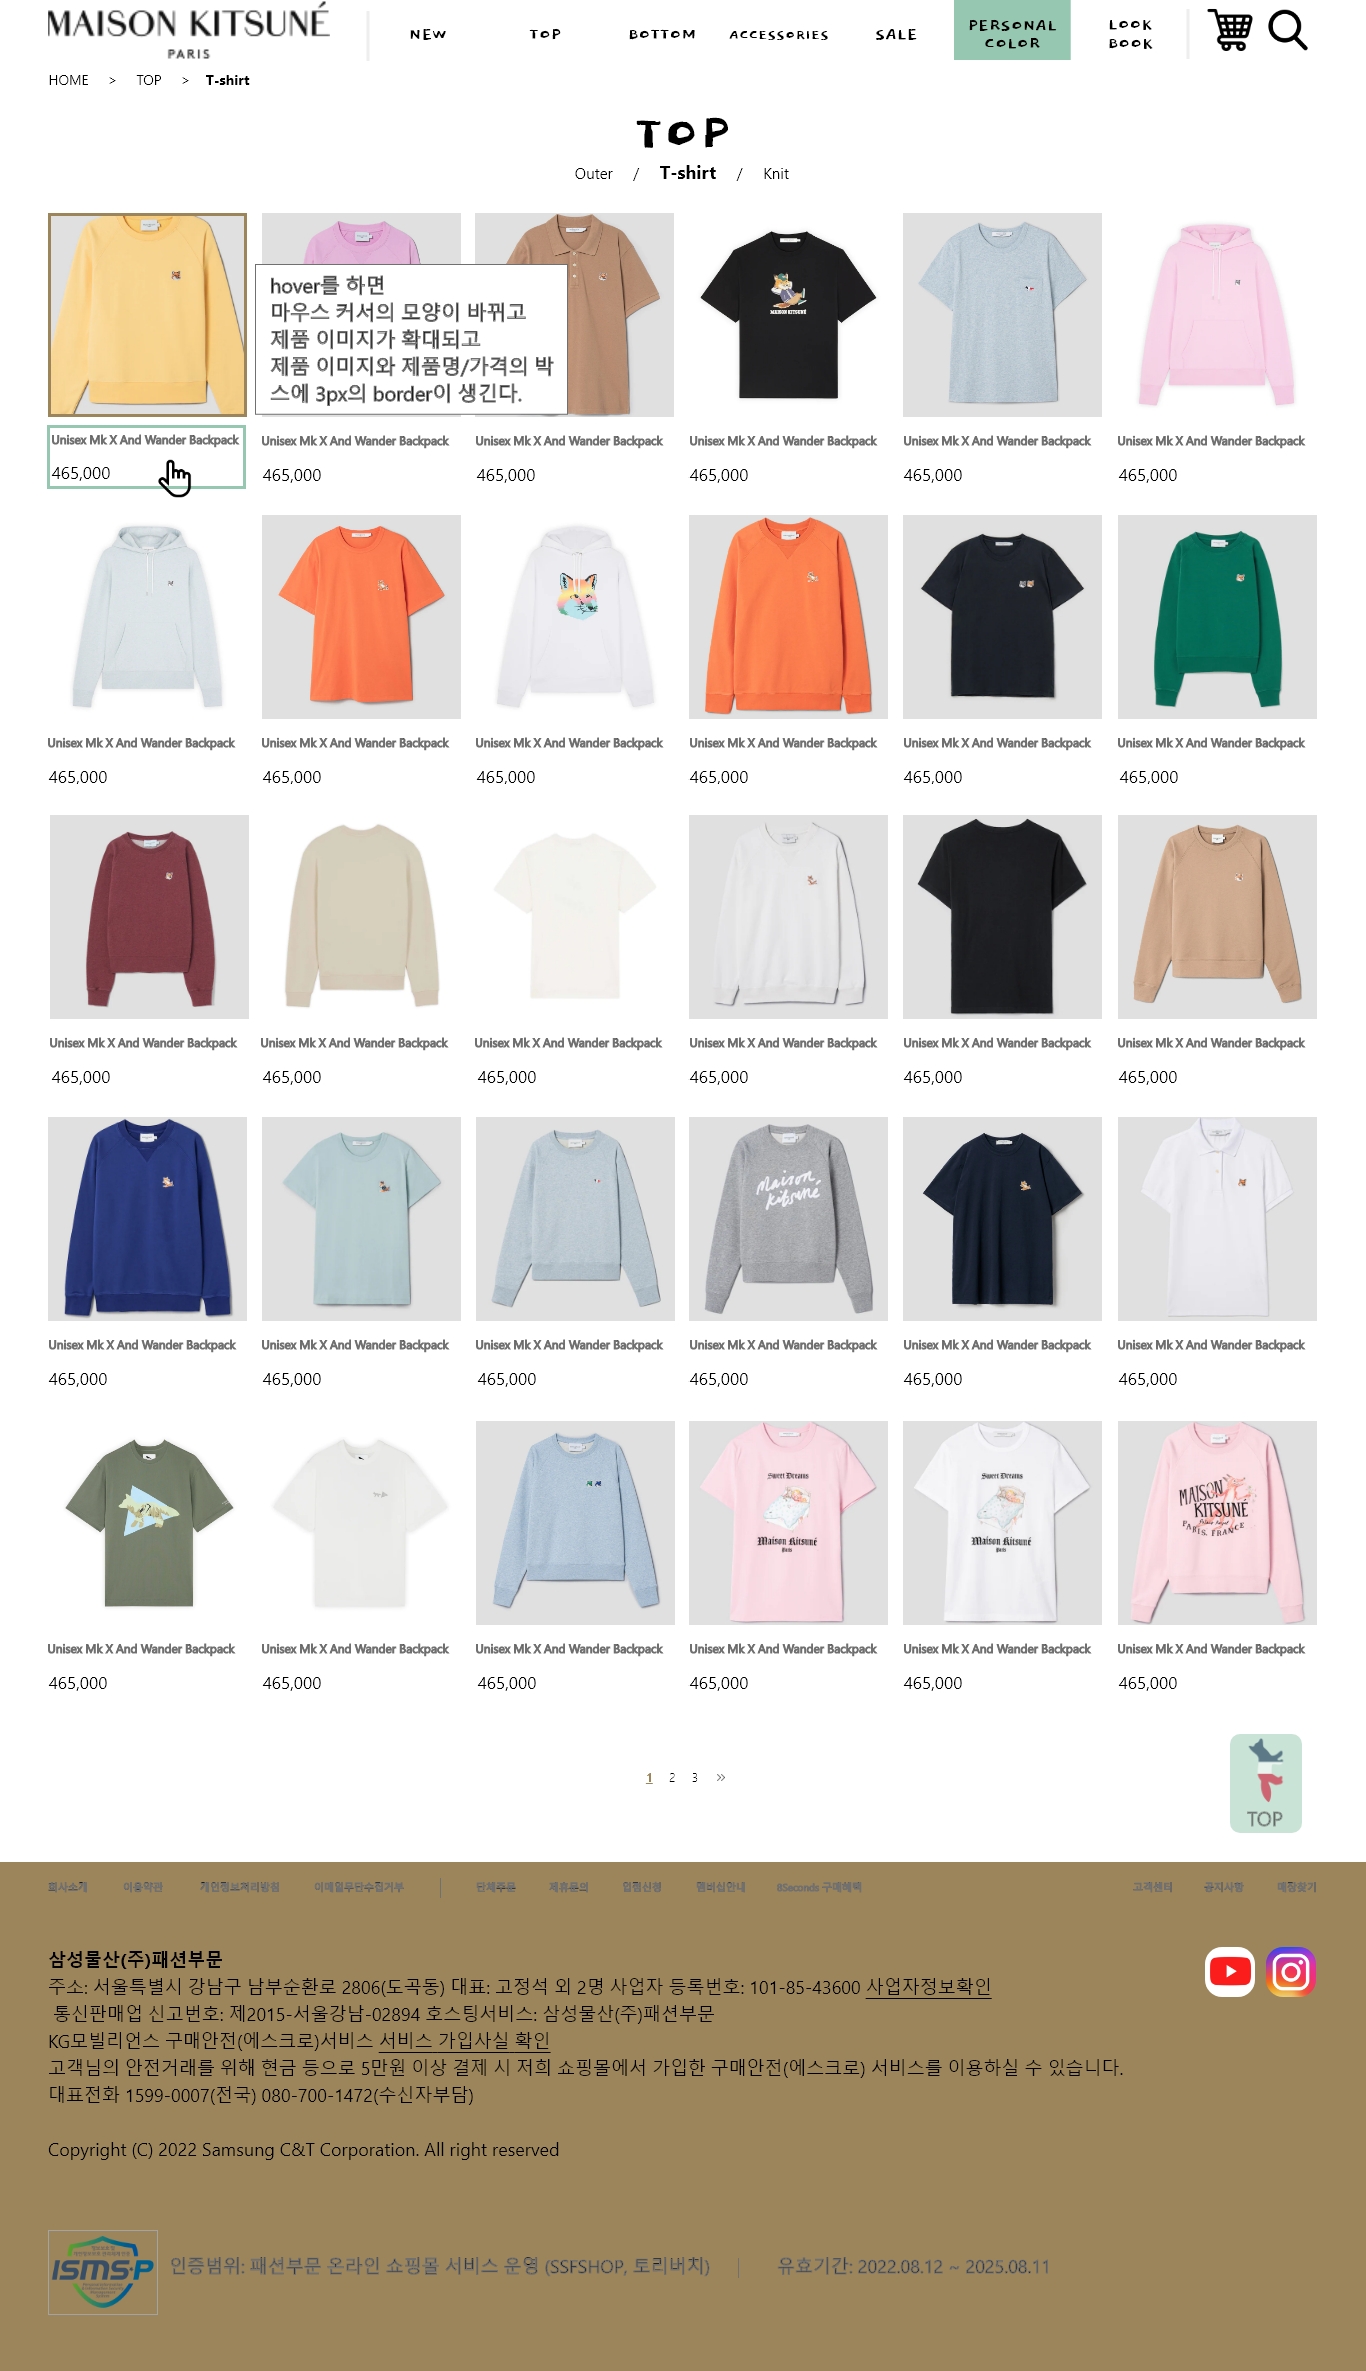 MAISON KITSUNÉ
PARIS
NEW
TOP
BOTTOM
ACCESSORIES
SALE
PERSONAL
COLOR
LOOK
BOOK
HOME > TOP > T-shirt
TOP
Outer / T-shirt / Knit
hover를 하면
마우스 커서의 모양이 바뀌고
제품 이미지가 확대되고
제품 이미지와 제품명/가격의 박
스에 3px의 border이 생긴다.
MAISON KITSUNÉ
Unisex Mk X And Wander Backpack Unisex Mk X And Wander Backpack Unisex Mk X And Wander Backpack Unisex Mk X And Wander Backpack Unisex Mk X And Wander Backpack Unisex Mk X And Wander Backpack
465,000 465,000 465,000 465,000 465,000 465,000
Unisex Mk X And Wander Backpack Unisex Mk X And Wander Backpack Unisex Mk X And Wander Backpack Unisex Mk X And Wander Backpack Unisex Mk X And Wander Backpack Unisex Mk X And Wander Backpack
465,000 465,000 465,000 465,000 465,000 465,000
Unisex Mk X And Wander Backpack Unisex Mk X And Wander Backpack Unisex Mk X And Wander Backpack Unisex Mk X And Wander Backpack Unisex Mk X And Wander Backpack Unisex Mk X And Wander Backpack
465,000 465,000 465,000 465,000 465,000 465,000
Maison
Kitsuné
Unisex Mk X And Wander Backpack Unisex Mk X And Wander Backpack Unisex Mk X And Wander Backpack Unisex Mk X And Wander Backpack Unisex Mk X And Wander Backpack Unisex Mk X And Wander Backpack
465,000 465,000 465,000 465,000 465,000 465,000
Sweet Dreams
Maison Kitsuné
Paris
Sweet Dreams
Maison Kitsuné
Paris
MAISON
KITSUNÉ
PARIS, FRANCE
Unisex Mk X And Wander Backpack Unisex Mk X And Wander Backpack Unisex Mk X And Wander Backpack Unisex Mk X And Wander Backpack Unisex Mk X And Wander Backpack Unisex Mk X And Wander Backpack
465,000 465,000 465,000 465,000 465,000 465,000
1 2 3 »
TOP
회사소개 이용약관 개인정보처리방침 이메일무단수집거부 단체주문 제휴문의 입점신청 멤버십안내 8Seconds 구매혜택 고객센터 공지사항 매장찾기
삼성물산(주)패션부문
주소: 서울특별시 강남구 남부순환로 2806(도곡동) 대표: 고정석 외 2명 사업자 등록번호: 101-85-43600 사업자정보확인
통신판매업 신고번호: 제2015-서울강남-02894 호스팅서비스: 삼성물산(주)패션부문
KG모빌리언스 구매안전(에스크로)서비스 서비스 가입사실 확인
고객님의 안전거래를 위해 현금 등으로 5만원 이상 결제 시 저희 쇼핑몰에서 가입한 구매안전(에스크로) 서비스를 이용하실 수 있습니다.
대표전화 1599-0007(전국) 080-700-1472(수신자부담)
Copyright (C) 2022 Samsung C&T Corporation. All right reserved
ISMS-P
인증범위: 패션부문 온라인 쇼핑몰 서비스 운영 (SSFSHOP, 토리버치) 유효기간: 2022.08.12 ~ 2025.08.11